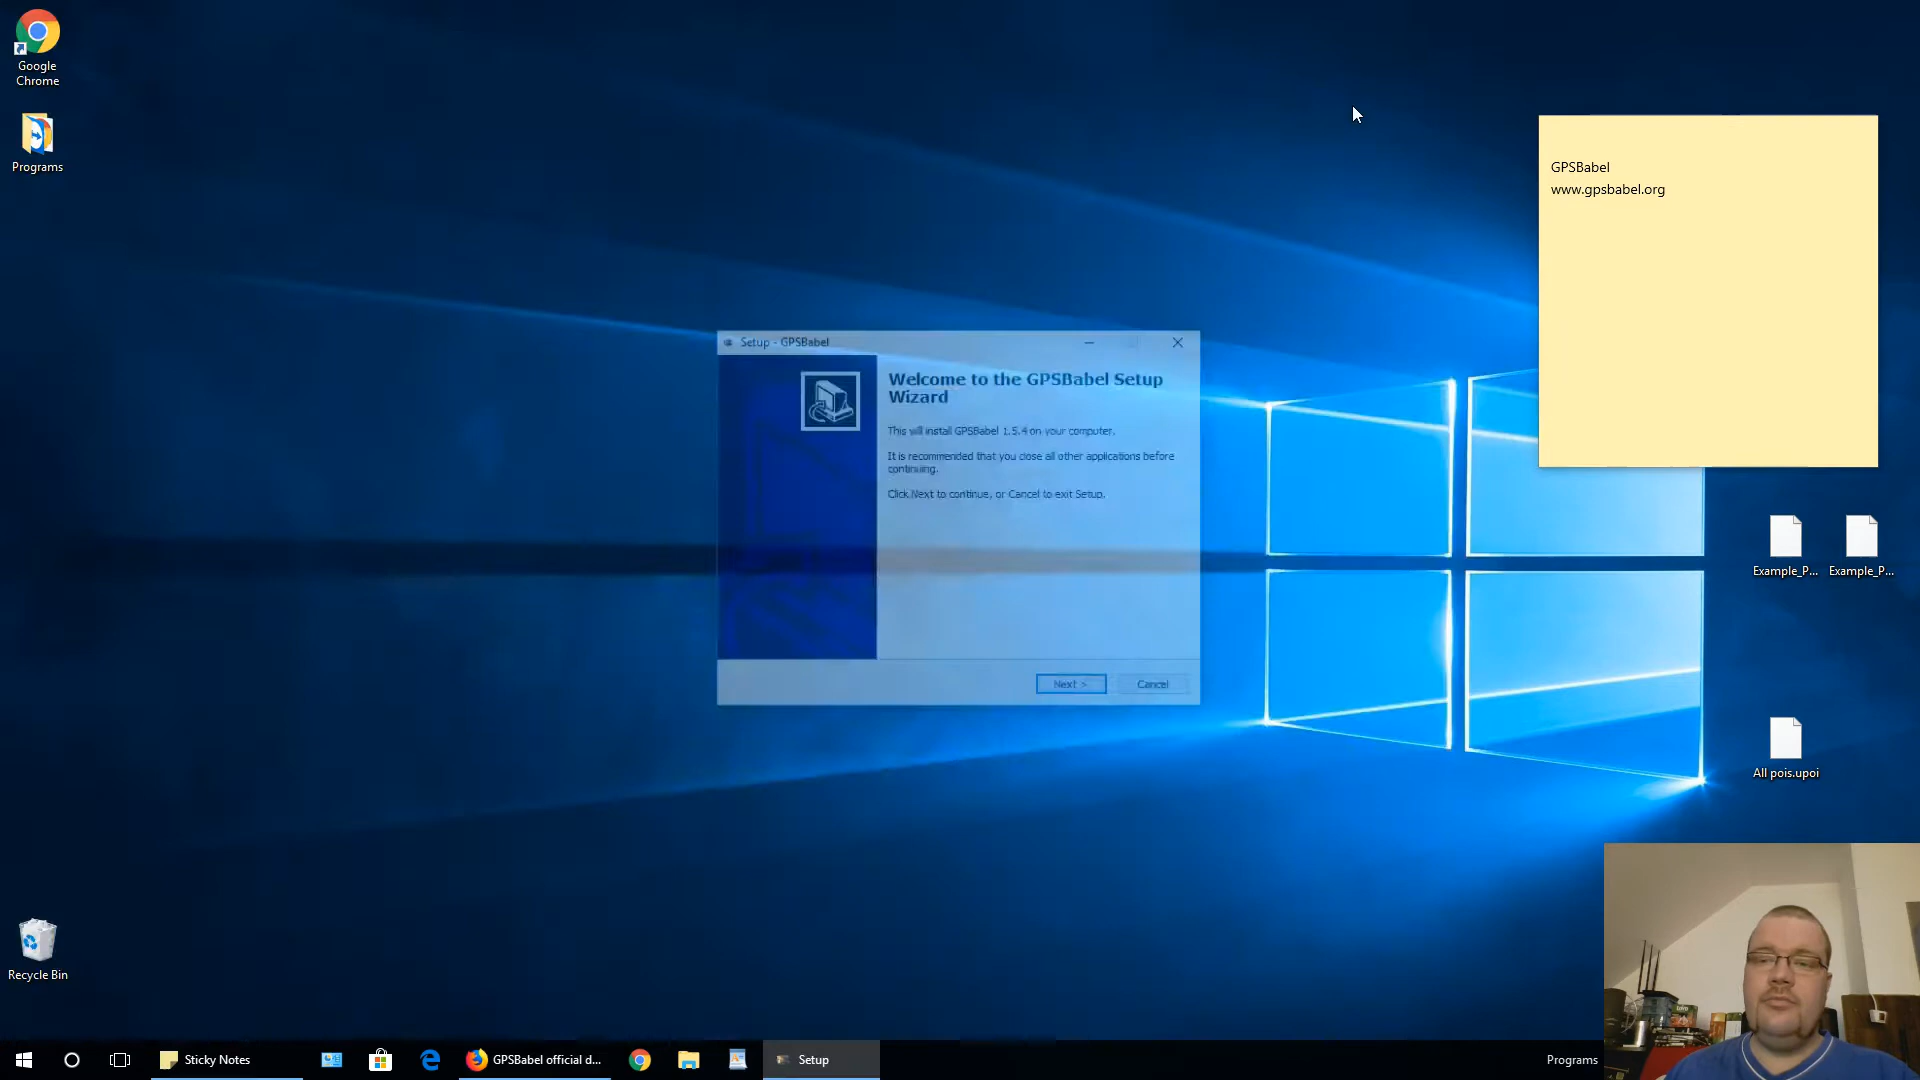 Google
Chrome
Programs
GPSBabel
www.gpsbabel.org
Setup - GPSBabel
Welcome to the GPSBabel Setup
Wizard
This will install GPSBabel 1.5.4 on your computer.
It is recommended that you close all other applications before
continuing.
Click Next to continue, or Cancel to exit Setup.
Next >
Cancel
Example_P...
Example_P...
All pois.upoi
Recycle Bin
Sticky Notes
GPSBabel official d...
Setup
Programs